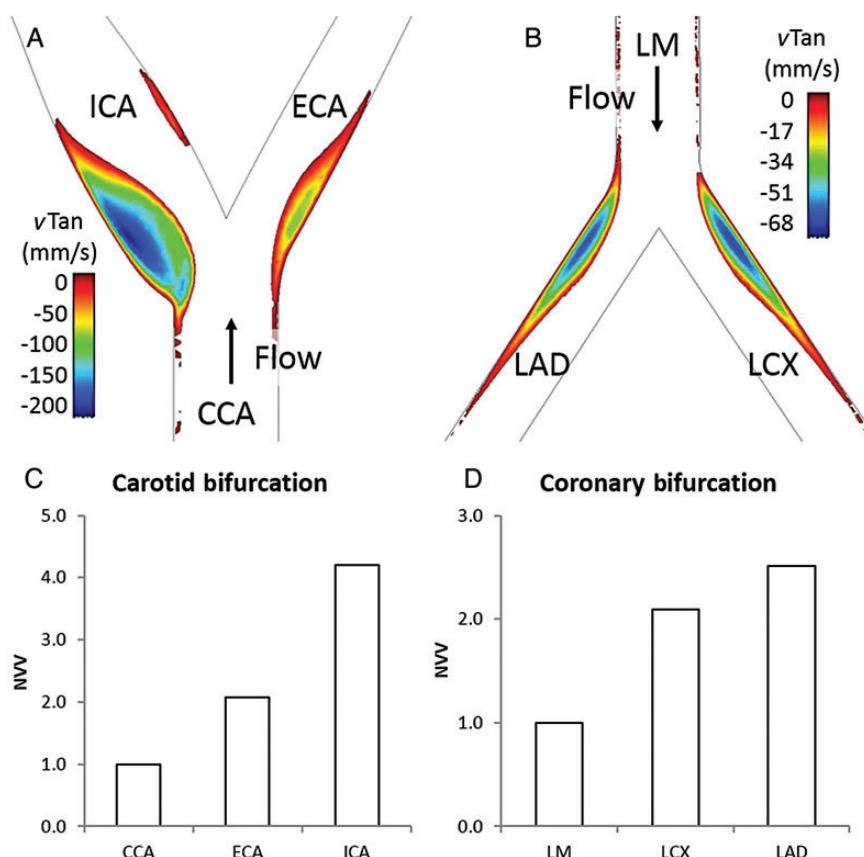 A
ICA
ECA
vTan
(mm/s)
0
-50
-100
-150
-200
Flow
CCA
B
LM
Flow
vTan
(mm/s)
0
-17
-34
-51
-68
LAD
LCX
C
Carotid bifurcation
5.0
4.0
3.0
2.0
1.0
0.0
NVV
CCA
ECA
ICA
D
Coronary bifurcation
3.0
2.0
1.0
0.0
NVV
LM
LCX
LAD